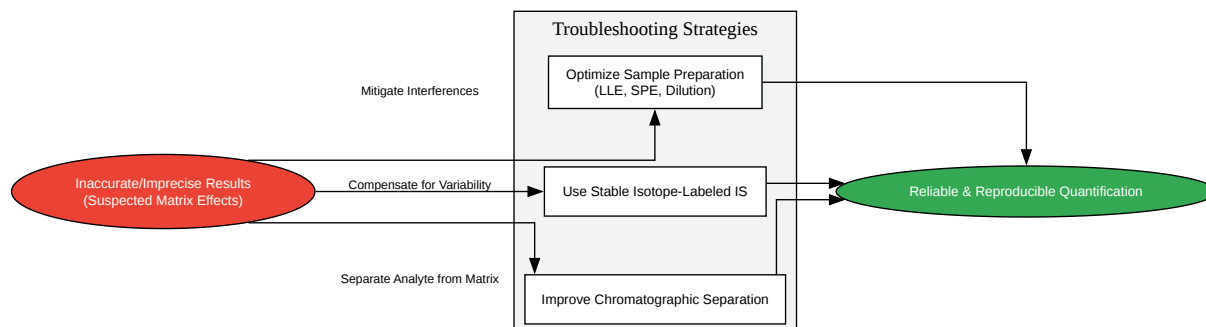 Troubleshooting Strategies
Optimize Sample Preparation
(LLE, SPE, Dilution)
Mitigate Interferences
Inaccurate/Imprecise Results
(Suspected Matrix Effects)
Compensate for Variability
Use Stable Isotope-Labeled IS
Reliable & Reproducible Quantification
Separate Analyte from Matrix
Improve Chromatographic Separation